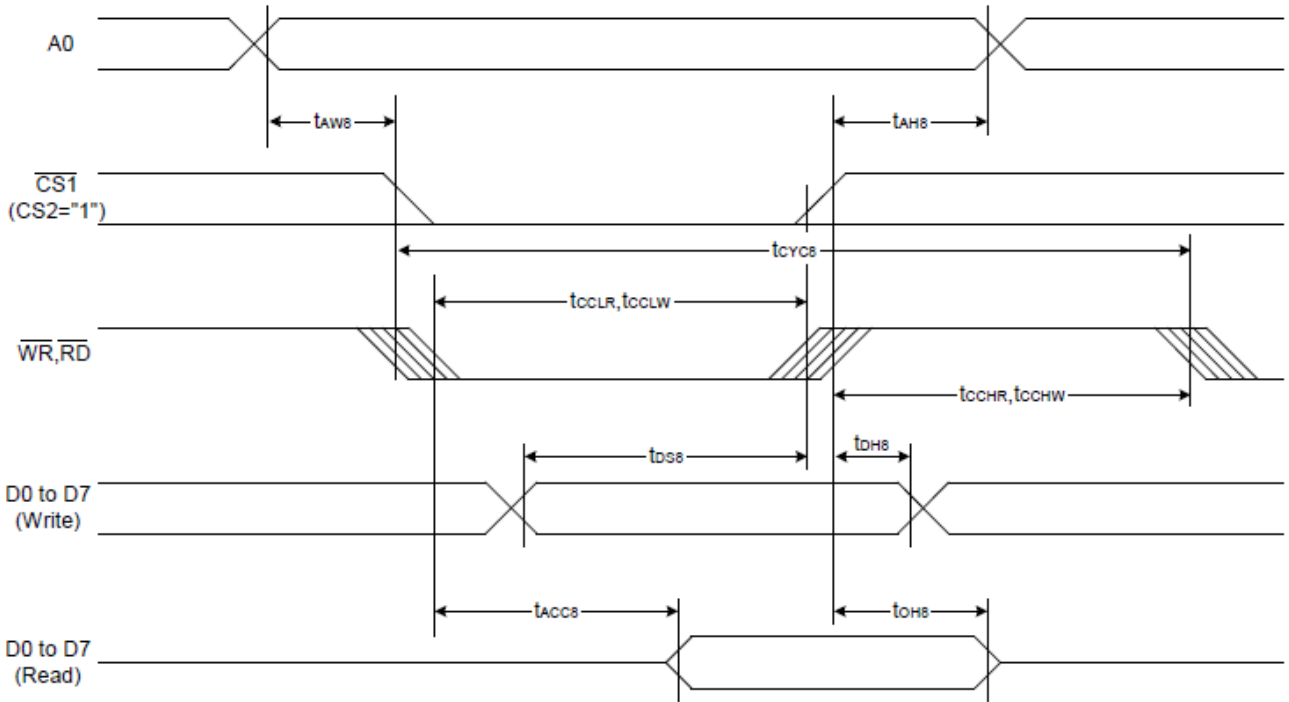 A0
tAW8
tAH8
CS1
(CS2="1")
tCYC8
tCCLR,tCCLW
WR,RD
tCCHR,tCCHW
tDS8
tDH8
D0 to D7
(Write)
tACC8
tOH8
D0 to D7
(Read)